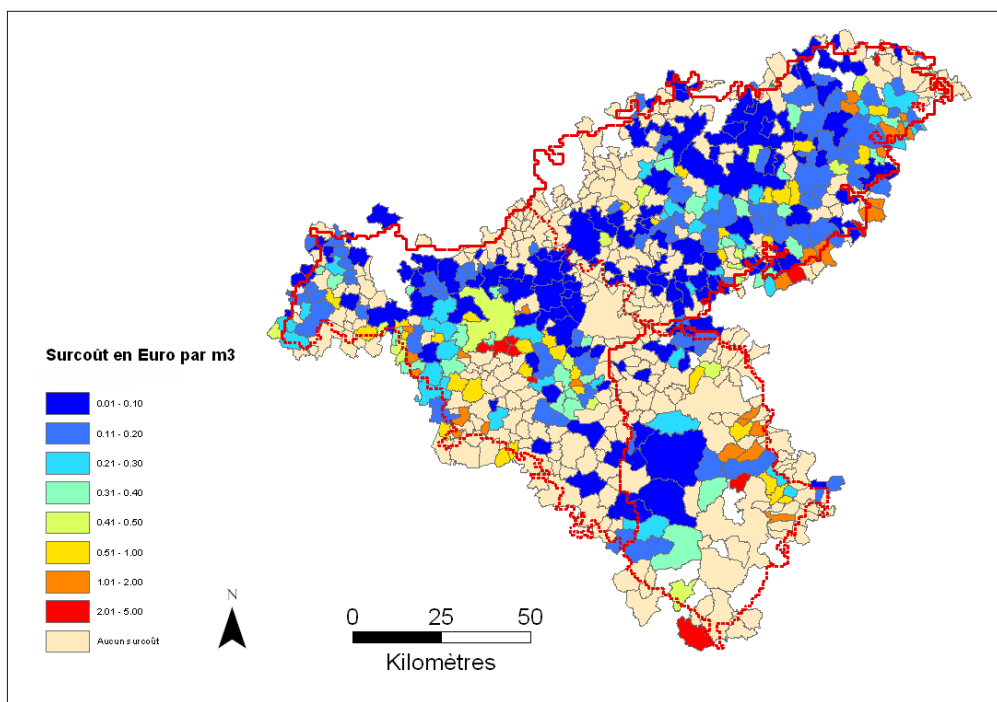 Surcoût en Euro par m3
0.01 - 0.10
0.11 - 0.20
0.21 - 0.30
0.31 - 0.40
0.41 - 0.50
0.51 - 1.00
1.01 - 2.00
2.01 - 5.00
Aucun surcoût
N
0 25 50
Kilomètres